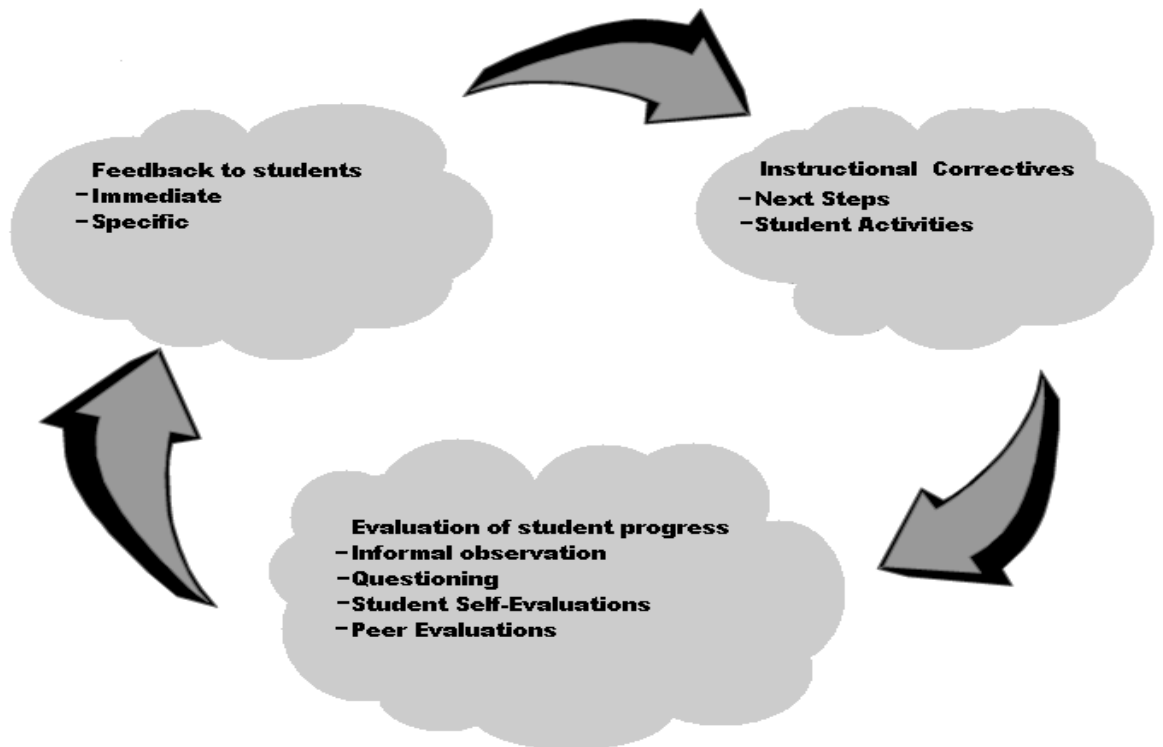 Feedback to students
-Immediate
-Specific
Instructional Correctives
-Next Steps
-Student Activities
Evaluation of student progress
-Informal observation
-Questioning
-Student Self-Evaluations
-Peer Evaluations